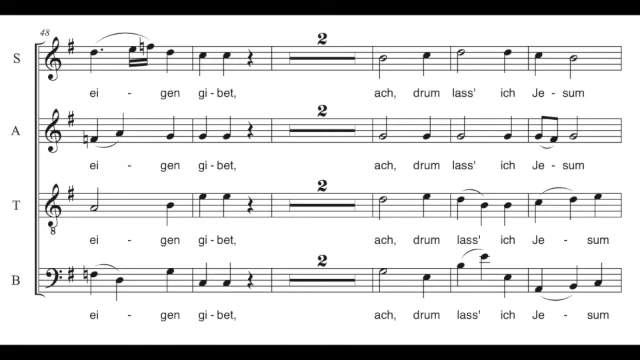 48
S 2
ei - gen gi - bet, ach, drum lass' ich Je - sum
A 2
ei - gen gi - bet, ach, drum lass' ich Je - sum
T 2
8
ei - gen gi - bet, ach, drum lass' ich Je - sum
B 2
ei - gen gi - bet, ach, drum lass' ich Je - sum